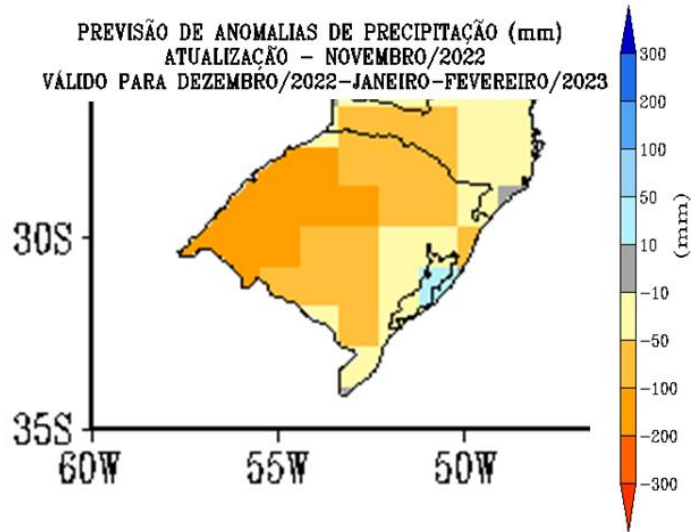 PREVISÃO DE ANOMALIAS DE PRECIPITAÇÃO (mm)
ATUALIZAÇÃO – NOVEMBRO/2022
VÁLIDO PARA DEZEMBRO/2022-JANEIRO-FEVEREIRO/2023
300
200
100
50
10
-10
-50
-100
-200
-300
(mm)
30S
35S
60W
55W
50W